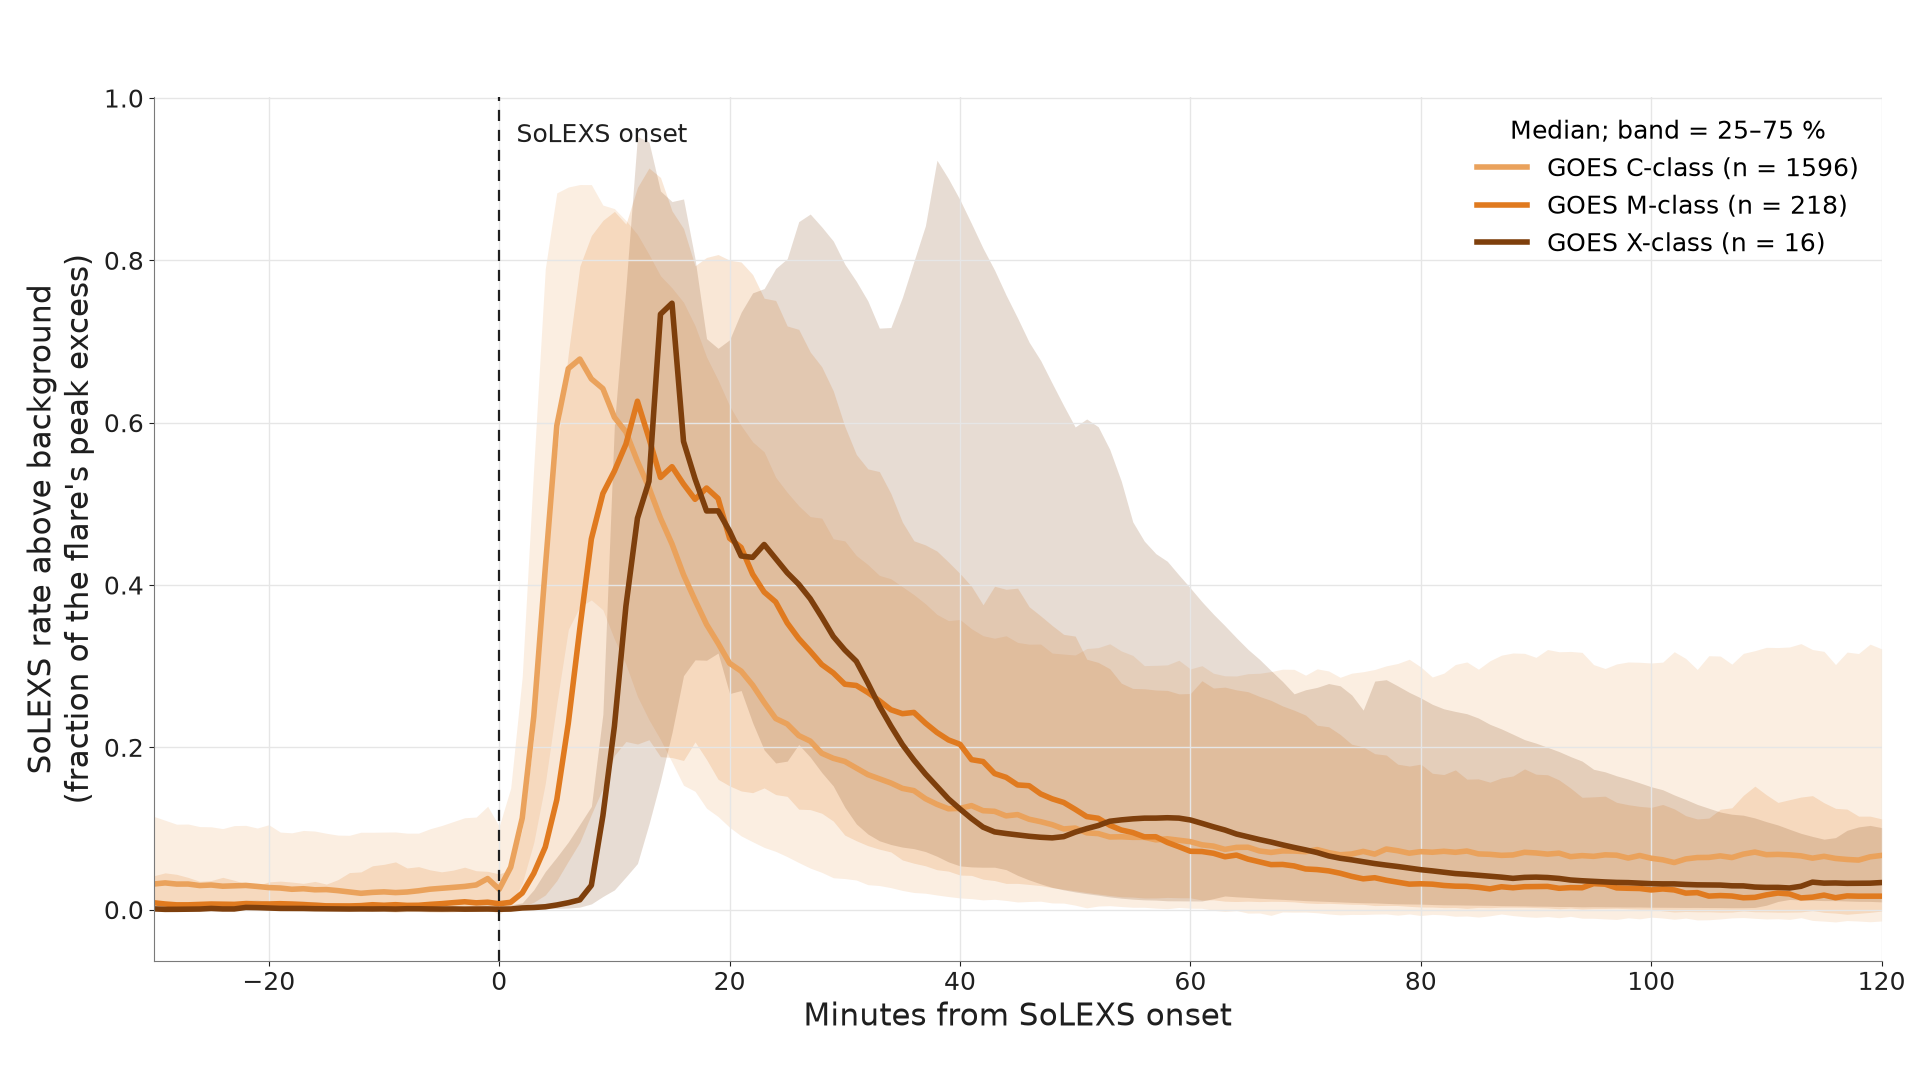 SoLEXS rate above background
(fraction of the flare's peak excess)
1.0
0.8
0.6
0.4
0.2
0.0
SoLEXS onset
Median; band = 25–75 %
GOES C-class (n = 1596)
GOES M-class (n = 218)
GOES X-class (n = 16)
−20
0
20
40
60
80
100
120
Minutes from SoLEXS onset